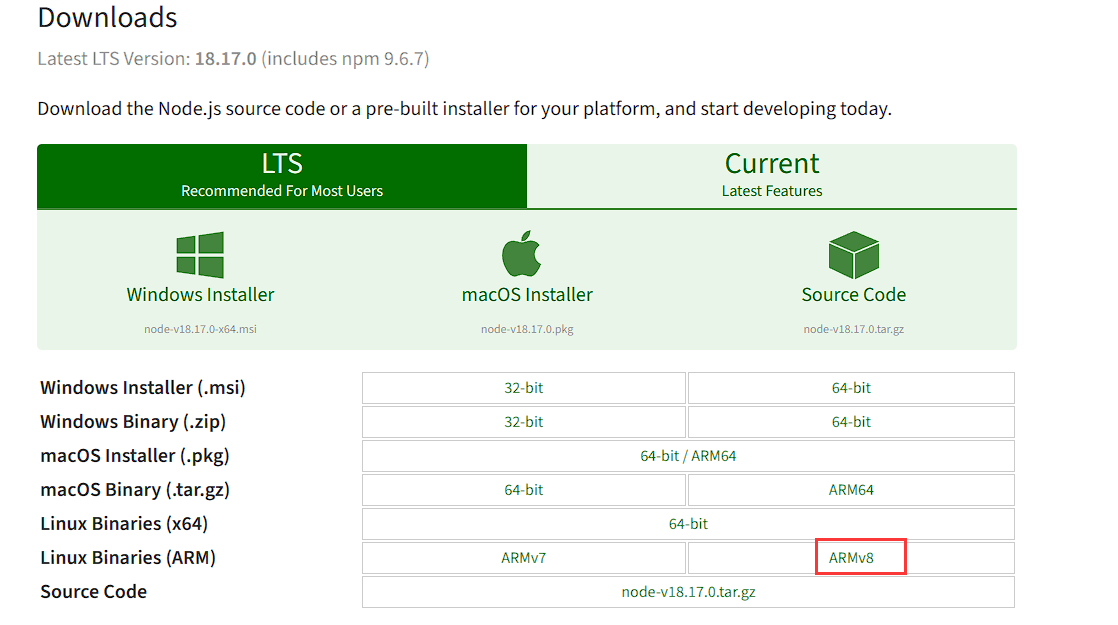 Downloads
Latest LTS Version: 18.17.0 (includes npm 9.6.7)
Download the Node.js source code or a pre-built installer for your platform, and start developing today.
LTS
Recommended For Most Users
Current
Latest Features
Windows Installer
node-v18.17.0-x64.msi
macOS Installer
node-v18.17.0.pkg
Source Code
node-v18.17.0.tar.gz
Windows Installer (.msi) 32-bit 64-bit
Windows Binary (.zip) 32-bit 64-bit
macOS Installer (.pkg) 64-bit / ARM64
macOS Binary (.tar.gz) 64-bit ARM64
Linux Binaries (x64) 64-bit
Linux Binaries (ARM) ARMv7 ARMv8
Source Code node-v18.17.0.tar.gz